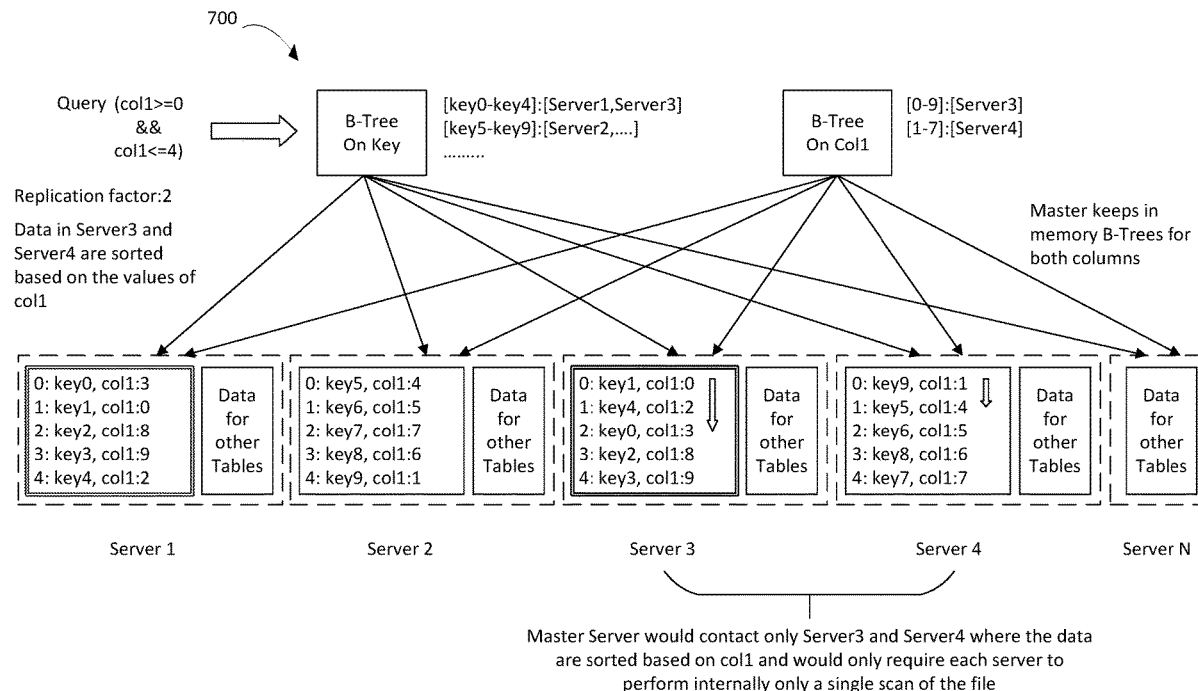 700
Query (col1>=0
&&
col1<=4)
B-Tree
On Key
[key0-key4]:[Server1,Server3]
[key5-key9]:[Server2,....]
.........
B-Tree
On Col1
[0-9]:[Server3]
[1-7]:[Server4]
Replication factor:2
Data in Server3 and
Server4 are sorted
based on the values of
col1
Master keeps in
memory B-Trees for
both columns
0: key0, col1:3
1: key1, col1:0
2: key2, col1:8
3: key3, col1:9
4: key4, col1:2
Data
for
other
Tables
0: key5, col1:4
1: key6, col1:5
2: key7, col1:7
3: key8, col1:6
4: key9, col1:1
Data
for
other
Tables
0: key1, col1:0
1: key4, col1:2
2: key0, col1:3
3: key2, col1:8
4: key3, col1:9
Data
for
other
Tables
0: key9, col1:1
1: key5, col1:4
2: key6, col1:5
3: key8, col1:6
4: key7, col1:7
Data
for
other
Tables
Data
for
other
Tables
Server 1
Server 2
Server 3
Server 4
Server N
Master Server would contact only Server3 and Server4 where the data
are sorted based on col1 and would only require each server to
perform internally only a single scan of the file